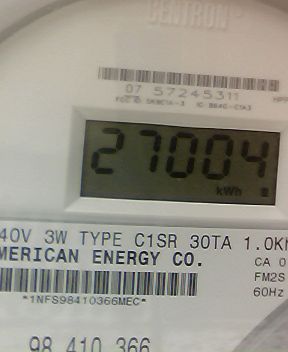 CENTRON
07 57245311
27004
kWh
40V 3W TYPE C1SR 30TA 1.0Kh
MERICAN ENERGY CO.
CA 0
FM2S
60Hz
*1NFS98410366MEC*
98 410 366